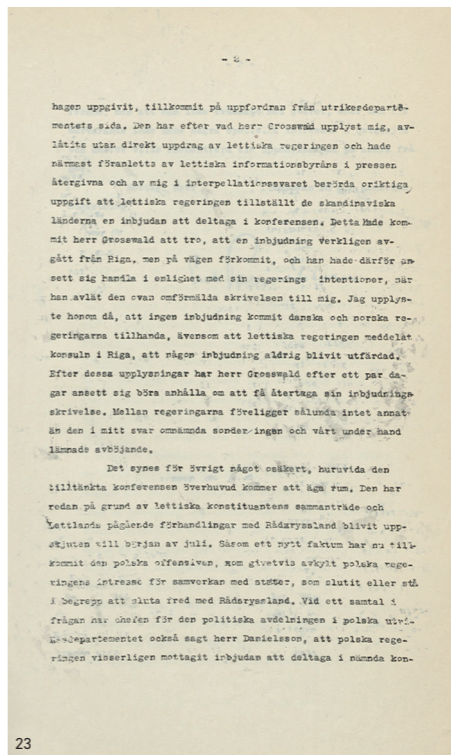 - 2 -
hagen uppgivit, tillkommit på uppfordran från utrikesdeparte-
mentets sida. Den har efter vad herr Grosswald upplyst mig, av-
låtits utan direkt uppdrag av lettiska regeringen och hade
närmast föranletts av lettiska informationsbyråns i pressen
återgivna och av mig i interpellationssvaret berörda oriktiga
uppgift att lettiska regeringen tillställt de skandinaviska
länderna en inbjudan att deltaga i konferensen. Detta hade kom-
mit herr Grosswald att tro, att en inbjudning verkligen av-
gått från Riga, men på vägen förkommit, och han hade därför an-
sett sig handla i enlighet med sin regerings intentioner, när
han avlät den ovan omförmälda skrivelsen till mig. Jag upplys-
te honom då, att ingen inbjudning kommit danska och norska re-
geringarna tillhanda, ävensom att lettiska regeringen meddelat
konsuln i Riga, att någon inbjudning aldrig blivit utfärdad.
Efter dessa upplysningar har herr Grosswald efter ett par da-
gar ansett sig böra anhålla om att få återtaga sin inbjudnings-
skrivelse. Mellan regeringarna föreligger sålunda intet annat
än den i mitt svar omnämnda sonderingen och vårt under hand
lämnade avböjande.
Det synes för övrigt något osäkert, huruvida den
tilltänkta konferensen överhuvud kommer att äga rum. Den har
redan på grund av lettiska konstituantens sammanträde och
Lettlands pågående förhandlingar med Rådsryssland blivit upp-
skjuten till början av juli. Såsom ett nytt faktum har nu till-
kommit den polska offensiven, som givetvis avkylt polska rege-
ringens intresse för samverkan med stater, som slutit eller stå
i begrepp att sluta fred med Rådsryssland. Vid ett samtal i
frågan har chefen för den politiska avdelningen i polska utri-
kesdepartementet också sagt herr Danielsson, att polska rege-
ringen visserligen mottagit inbjudan att deltaga i nämnda kon-
23